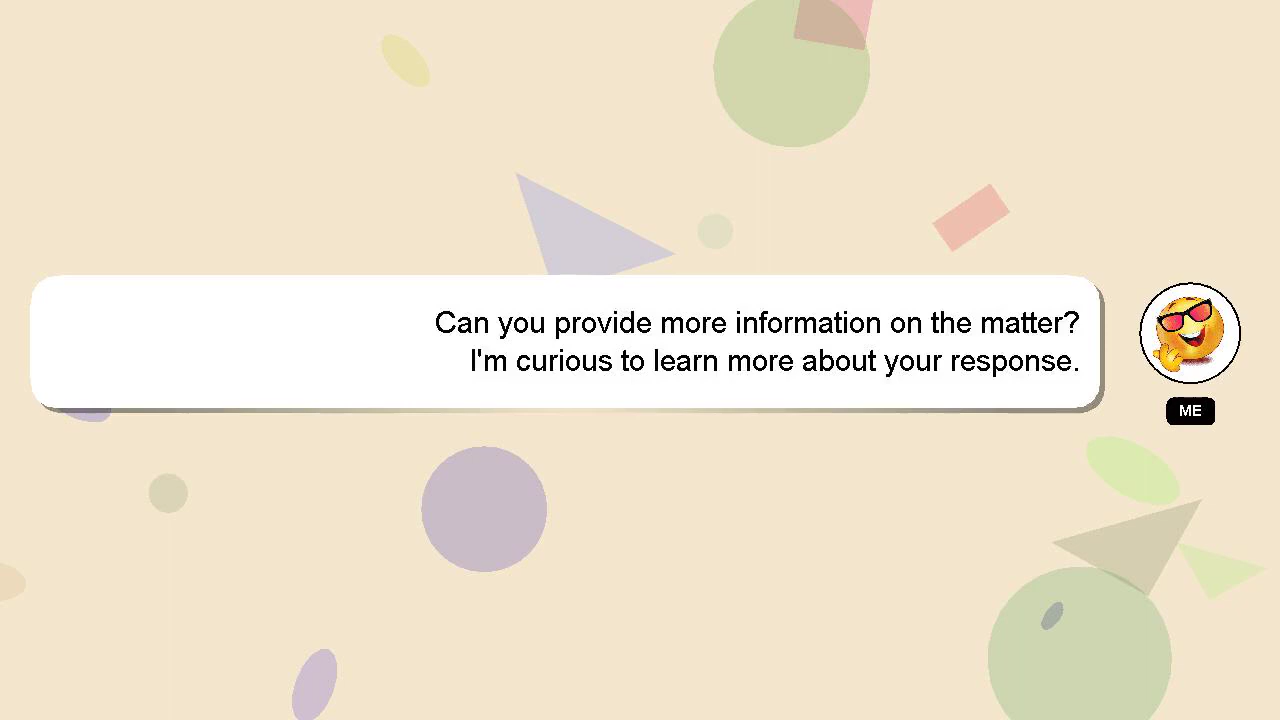 Can you provide more information on the matter?
I'm curious to learn more about your response.
ME